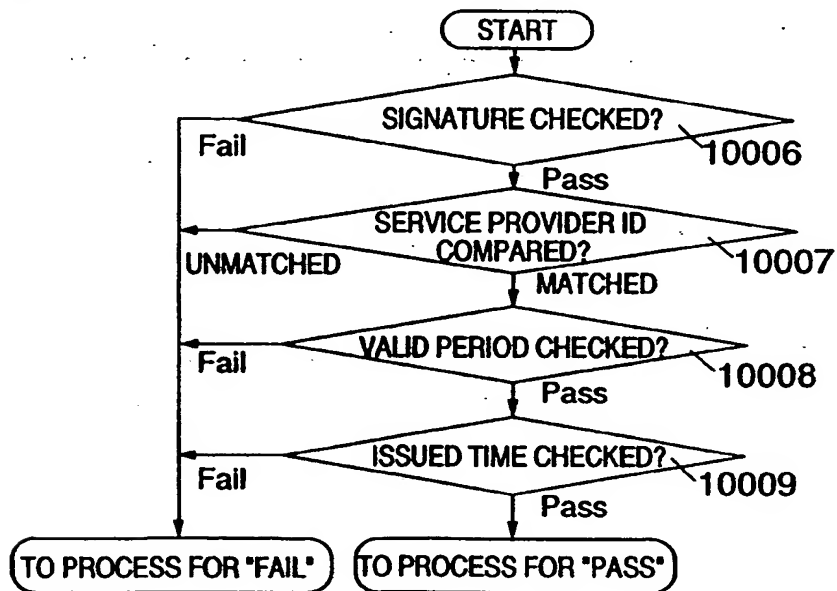 START
SIGNATURE CHECKED?
Fail
10006
Pass
SERVICE PROVIDER ID
COMPARED?
UNMATCHED
10007
MATCHED
VALID PERIOD CHECKED?
Fail
10008
Pass
ISSUED TIME CHECKED?
Fail
10009
Pass
TO PROCESS FOR "FAIL"
TO PROCESS FOR "PASS"